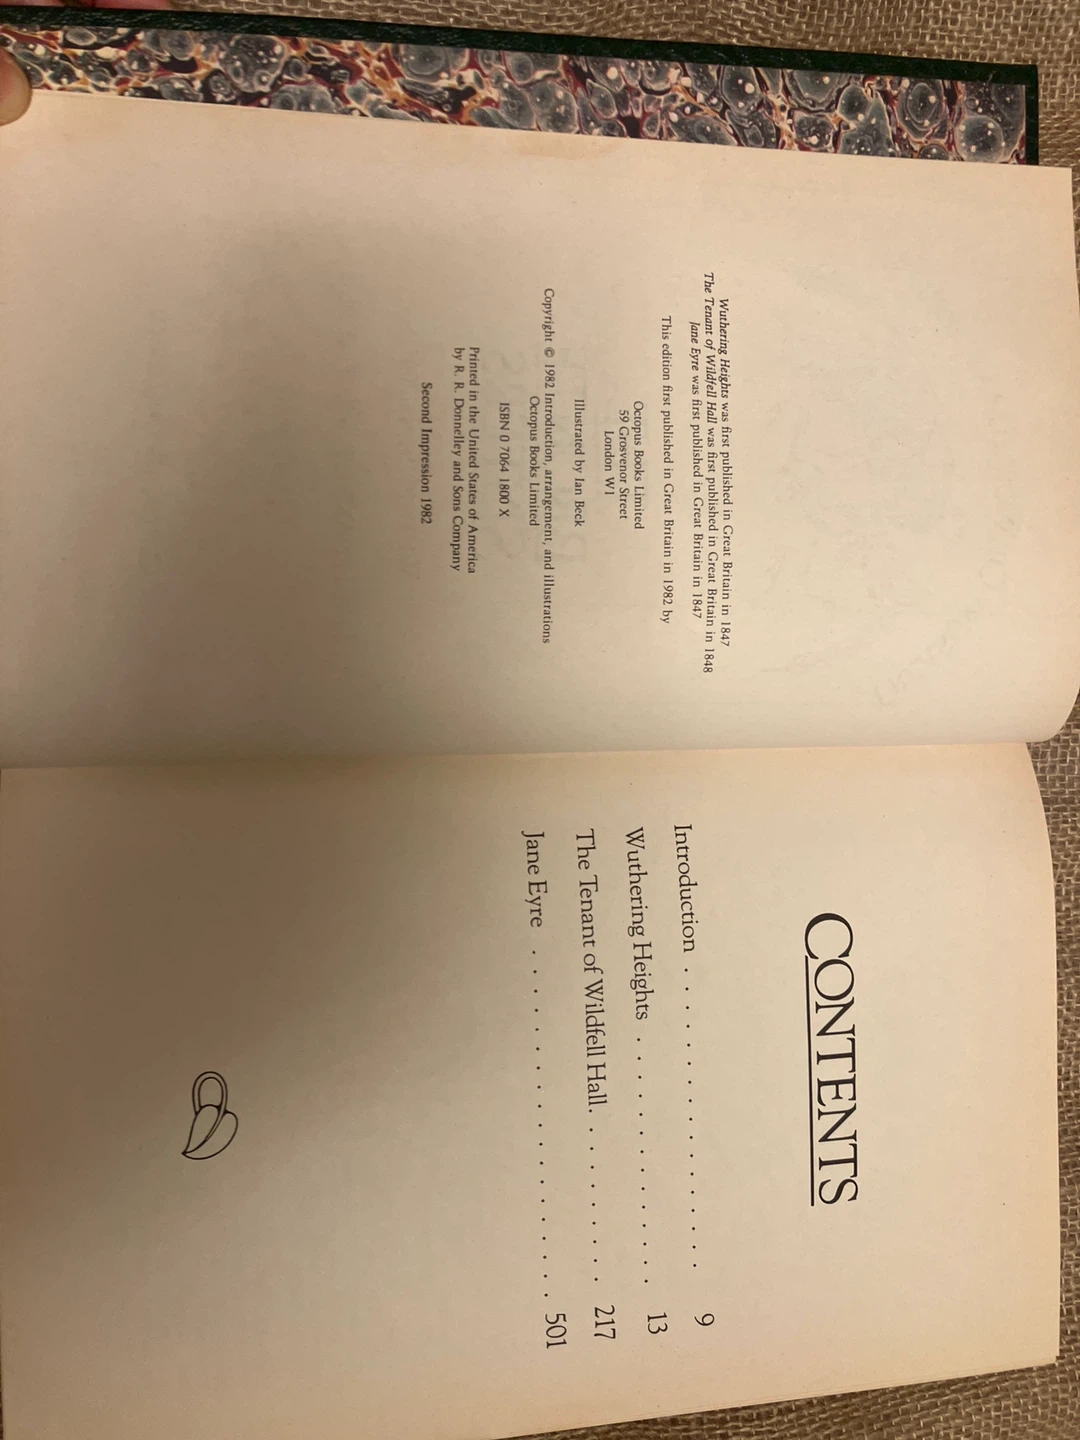 Wuthering Heights was first published in Great Britain in 1847
The Tenant of Wildfell Hall was first published in Great Britain in 1848
Jane Eyre was first published in Great Britain in 1847
This edition first published in Great Britain in 1982 by
Octopus Books Limited
59 Grosvenor Street
London W1
Illustrated by Ian Beck
Copyright © 1982 Introduction, arrangement, and illustrations
Octopus Books Limited
ISBN 0 7064 1800 X
Printed in the United States of America
by R. R. Donnelley and Sons Company
Second Impression 1982
CONTENTS
Introduction . . . . . . . . . . . . . . 9
Wuthering Heights . . . . . . . . . . . 13
The Tenant of Wildfell Hall. . . . . . . . 217
Jane Eyre . . . . . . . . . . . . . . . . 501